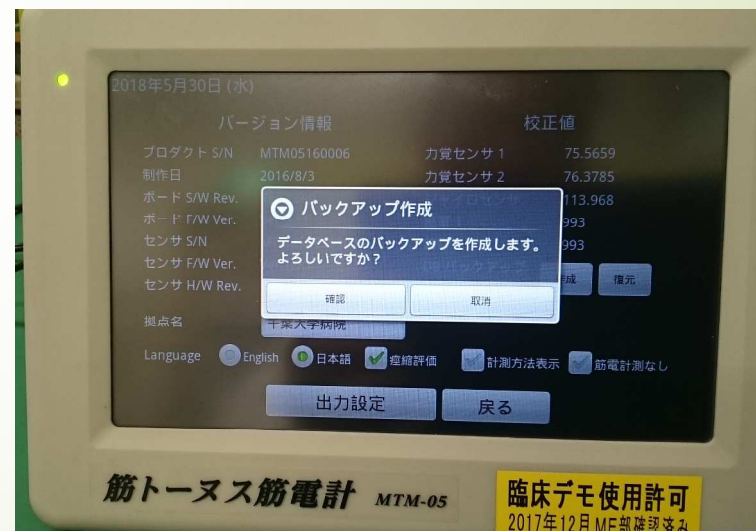 2018年5月30日 (水)
バージョン情報
校正値
プロダクト S/N MTM05160006 力覚センサ 1 75.5659
制作日 2016/8/3 力覚センサ 2 76.3785
ボード S/W Rev. 113.968
ボード F/W Ver. 993
センサ S/N 993
センサ F/W Ver.
センサ H/W Rev. 復元
バックアップ作成
データベースのバックアップを作成します。
よろしいですか？
確認 取消
拠点名 千葉大学病院
Language English 日本語 痙縮評価 計測方法表示 筋電計測なし
出力設定 戻る
筋トーヌス筋電計 MTM-05
臨床デモ使用許可
2017年12月 ME部確認済み